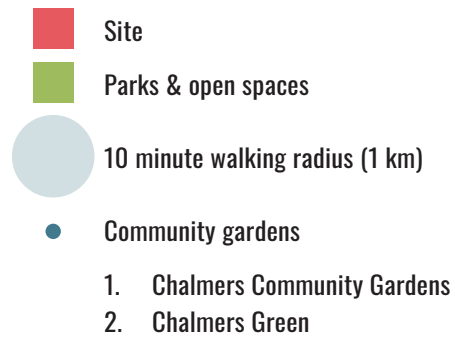 Site
Parks & open spaces
10 minute walking radius (1 km)
Community gardens
1. Chalmers Community Gardens
2. Chalmers Green